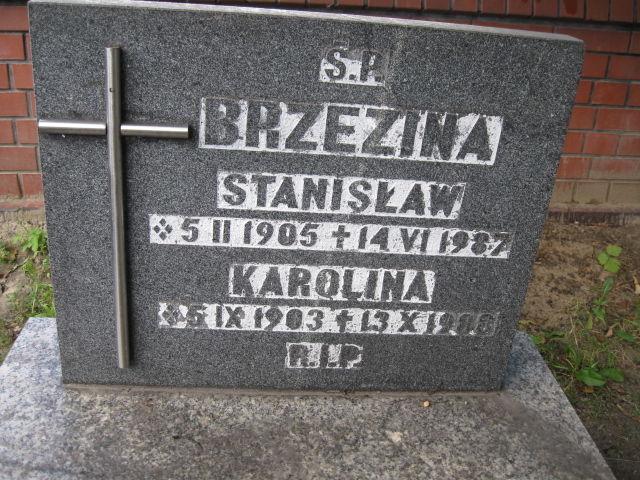 Ś.P.
BRZEZINA
STANISŁAW
5 II 1905 + 14 VI 1987
KAROLINA
5 IX 1903 + 13 X
R.I.P.